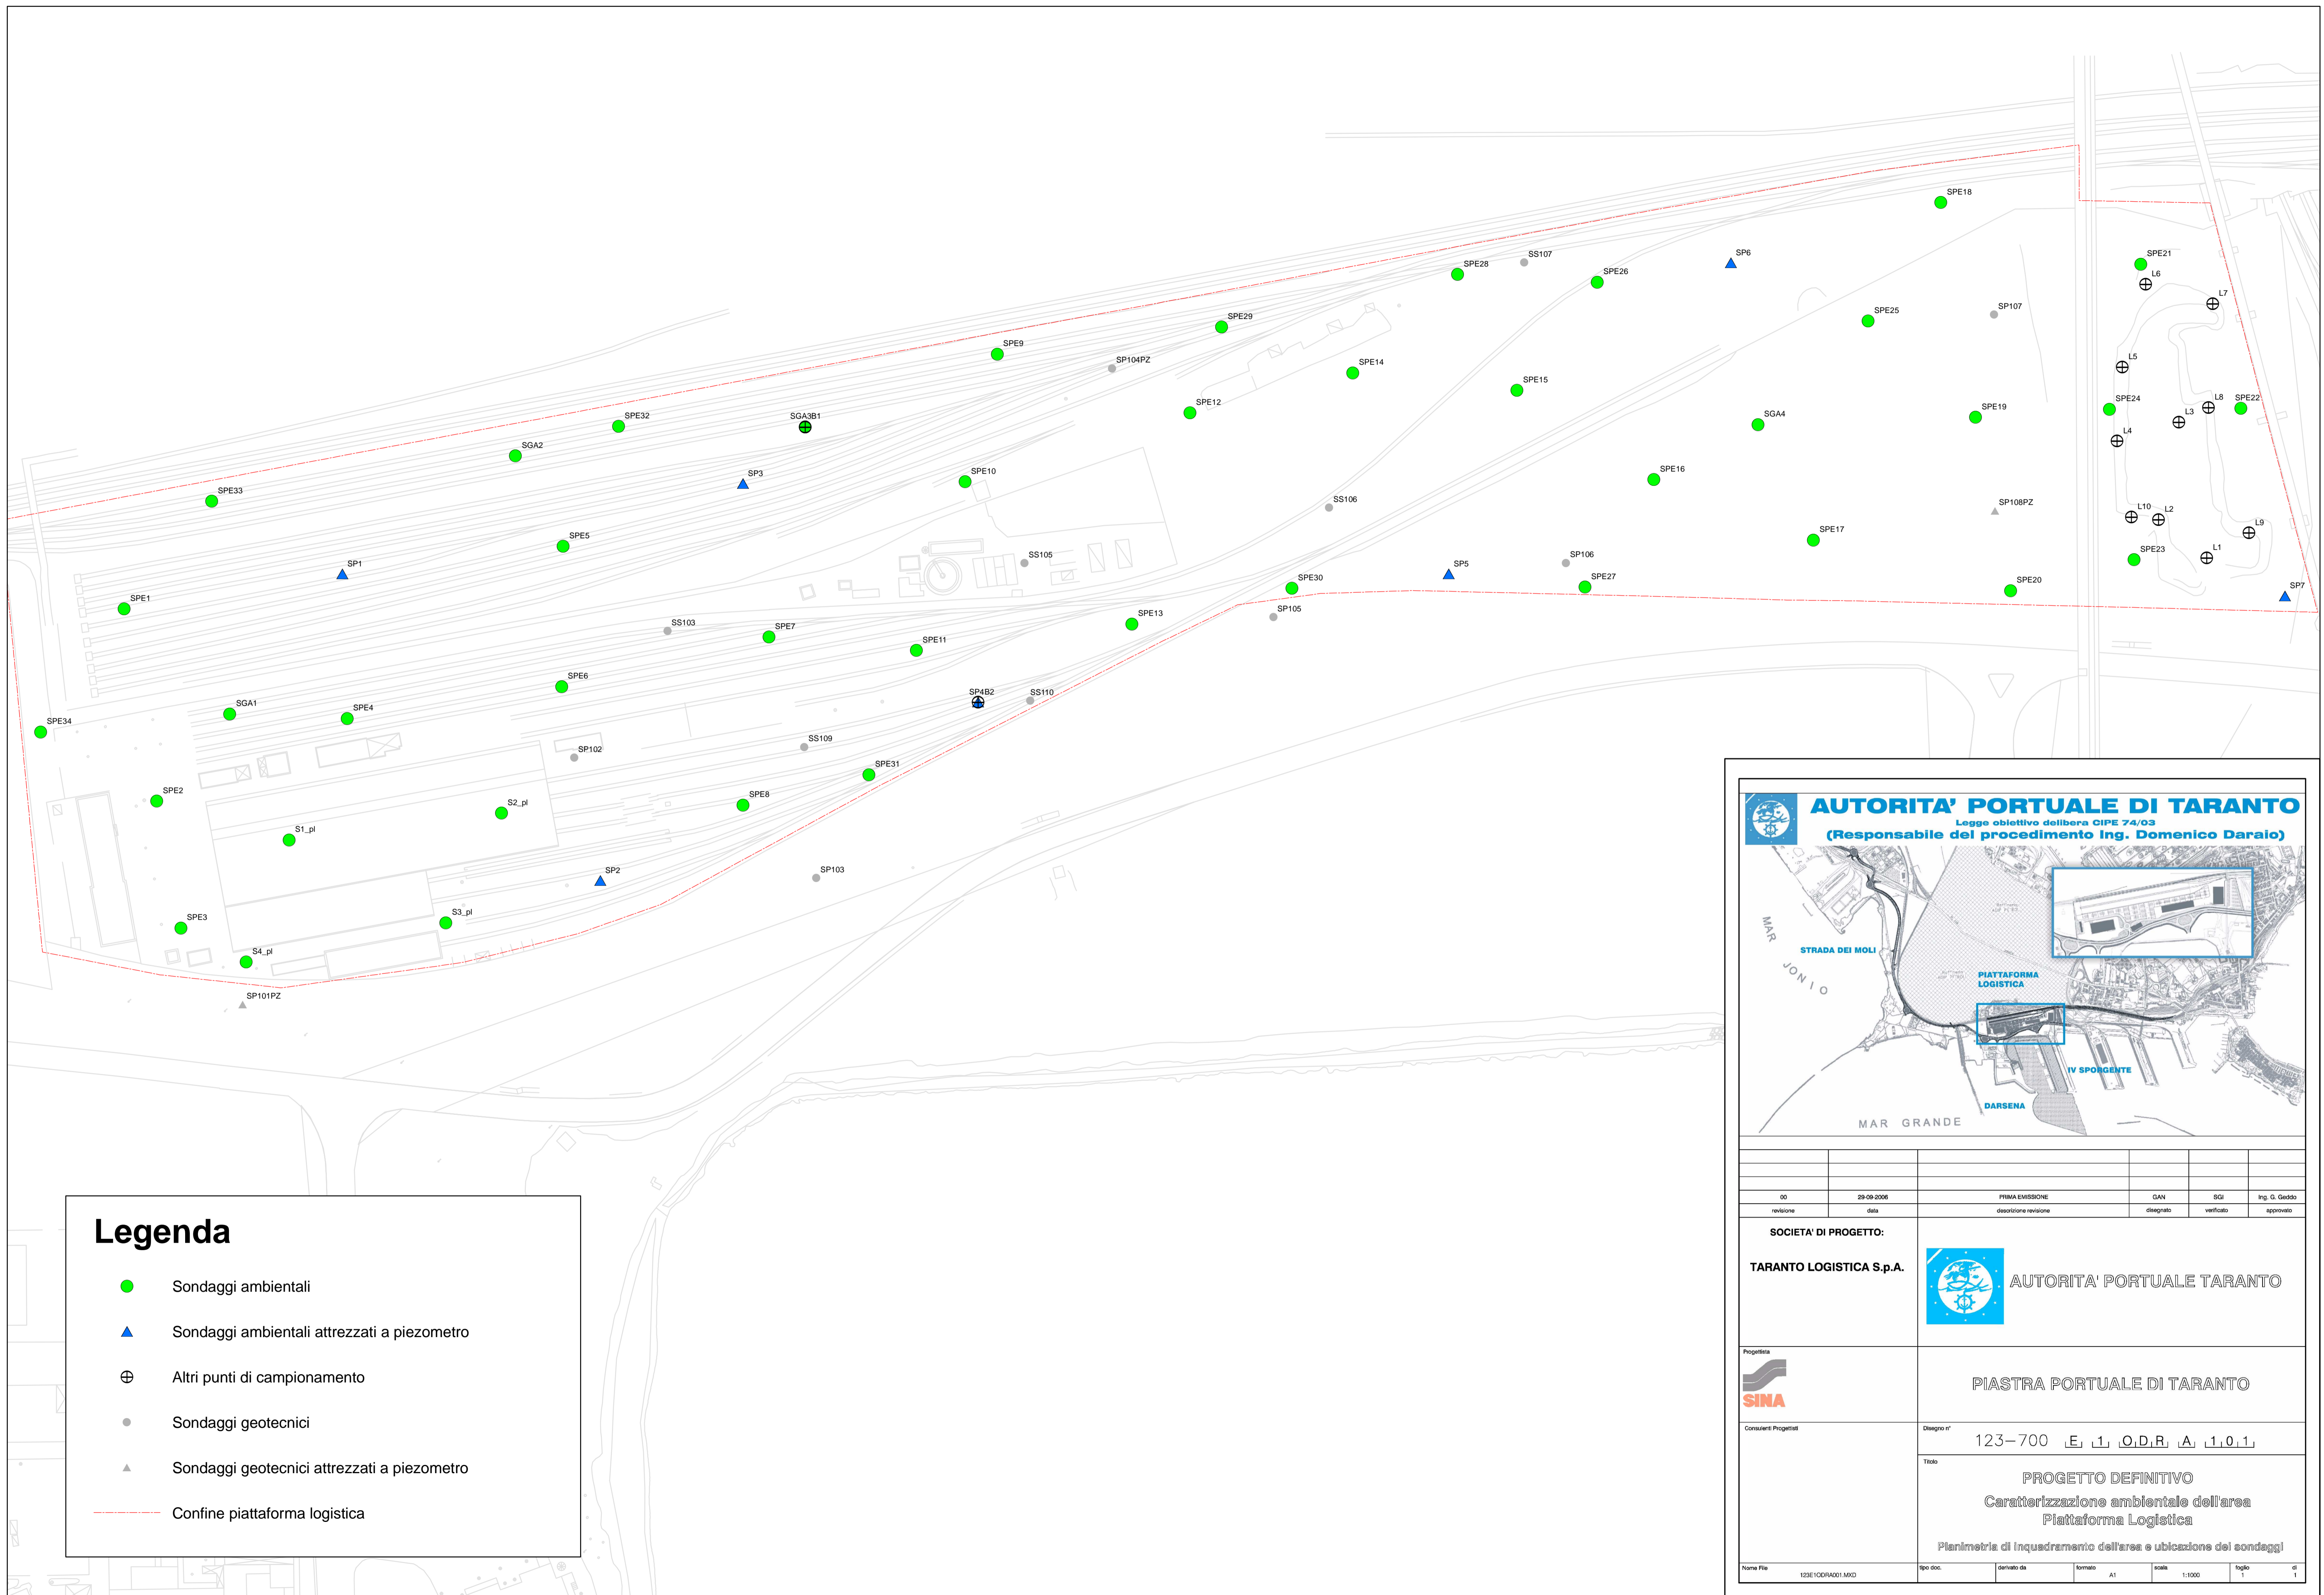 SPE18
SP6
SS107
SPE28
SPE26
SPE21
L6
L7
SP107
SPE25
SPE29
SPE9
SP104PZ
SPE14
L5
SPE15
SPE12
SPE32
SGA3B1
SGA4
SPE19
SPE24
L8
SPE22
L3
L4
SGA2
SP3
SPE10
SPE16
SPE33
SS106
SP108PZ
L10
L2
L9
SPE17
SPE5
SS105
SP106
SPE23
L1
SP1
SP5
SPE30
SPE27
SPE20
SP7
SPE1
SP105
SPE13
SS103
SPE7
SPE11
SPE6
SP4B2
SS110
SGA1
SPE4
SPE34
SS109
SP102
SPE31
SPE2
SPE8
S2_pl
S1_pl
SP2
SP103
S3_pl
SPE3
S4_pl
SP101PZ
Legenda
Sondaggi ambientali
Sondaggi ambientali attrezzati a piezometro
Altri punti di campionamento
Sondaggi geotecnici
Sondaggi geotecnici attrezzati a piezometro
Confine piattaforma logistica
AUTORITA' PORTUALE DI TARANTO
Legge obiettivo delibera CIPE 74/03
(Responsabile del procedimento Ing. Domenico Daraio)
MAR JONIO
STRADA DEI MOLI
PIATTAFORMA
LOGISTICA
IV SPORGENTE
DARSENA
MAR GRANDE
00 29-09-2006 PRIMA EMISSIONE GAN SGI Ing. G. Geddo
revisione data descrizione revisione disegnato verificato approvato
SOCIETA' DI PROGETTO:
TARANTO LOGISTICA S.p.A.
AUTORITA' PORTUALE TARANTO
Progettista
SINA
PIASTRA PORTUALE DI TARANTO
Consulenti Progettisti
Disegno n°
123-700 E 1 ODR A 101
Titolo
PROGETTO DEFINITIVO
Caratterizzazione ambientale dell'area
Piattaforma Logistica
Planimetria di inquadramento dell'area e ubicazione dei sondaggi
Nome File
123E1ODRA001.MXD
tipo doc.
derivato da
formato
A1
scala
1:1000
foglio
1
di
1